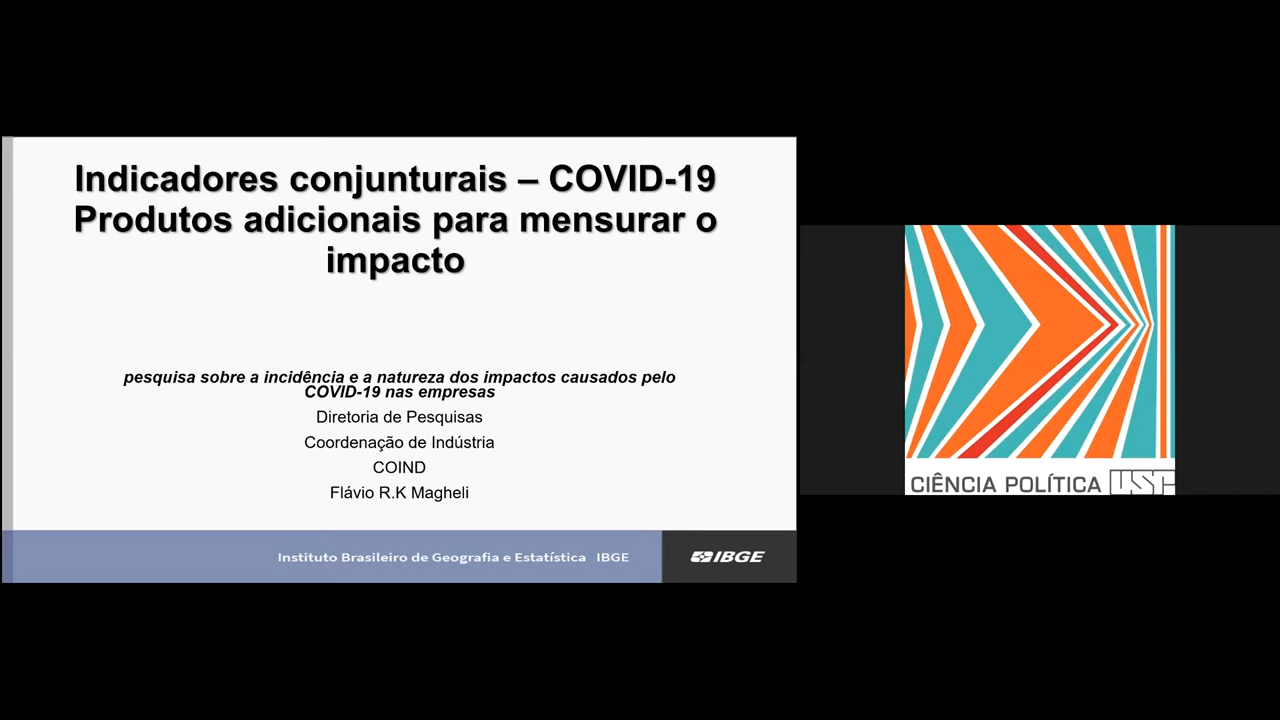 Indicadores conjunturais – COVID-19
Produtos adicionais para mensurar o
impacto
pesquisa sobre a incidência e a natureza dos impactos causados pelo
COVID-19 nas empresas
Diretoria de Pesquisas
Coordenação de Indústria
COIND
Flávio R.K Magheli
Instituto Brasileiro de Geografia e Estatística IBGE
IBGE
CIÊNCIA POLÍTICA USP